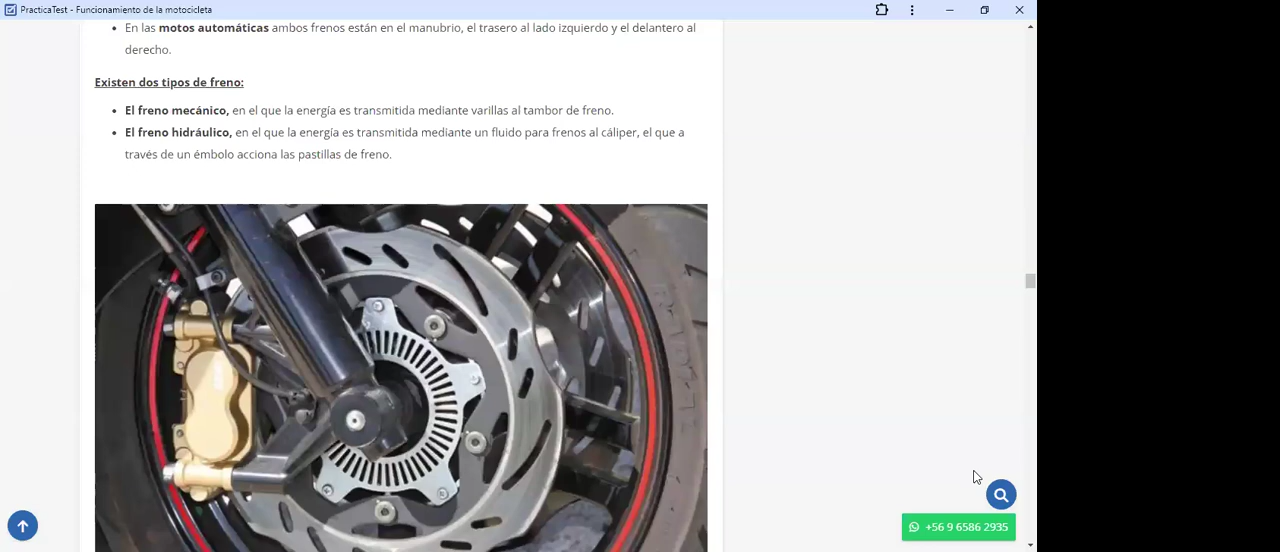 PracticaTest - Funcionamiento de la motocicleta
En las motos automáticas ambos frenos están en el manubrio, el trasero al lado izquierdo y el delantero al
derecho.
Existen dos tipos de freno:
El freno mecánico, en el que la energía es transmitida mediante varillas al tambor de freno.
El freno hidráulico, en el que la energía es transmitida mediante un fluido para frenos al cáliper, el que a
través de un émbolo acciona las pastillas de freno.
+56 9 6586 2935